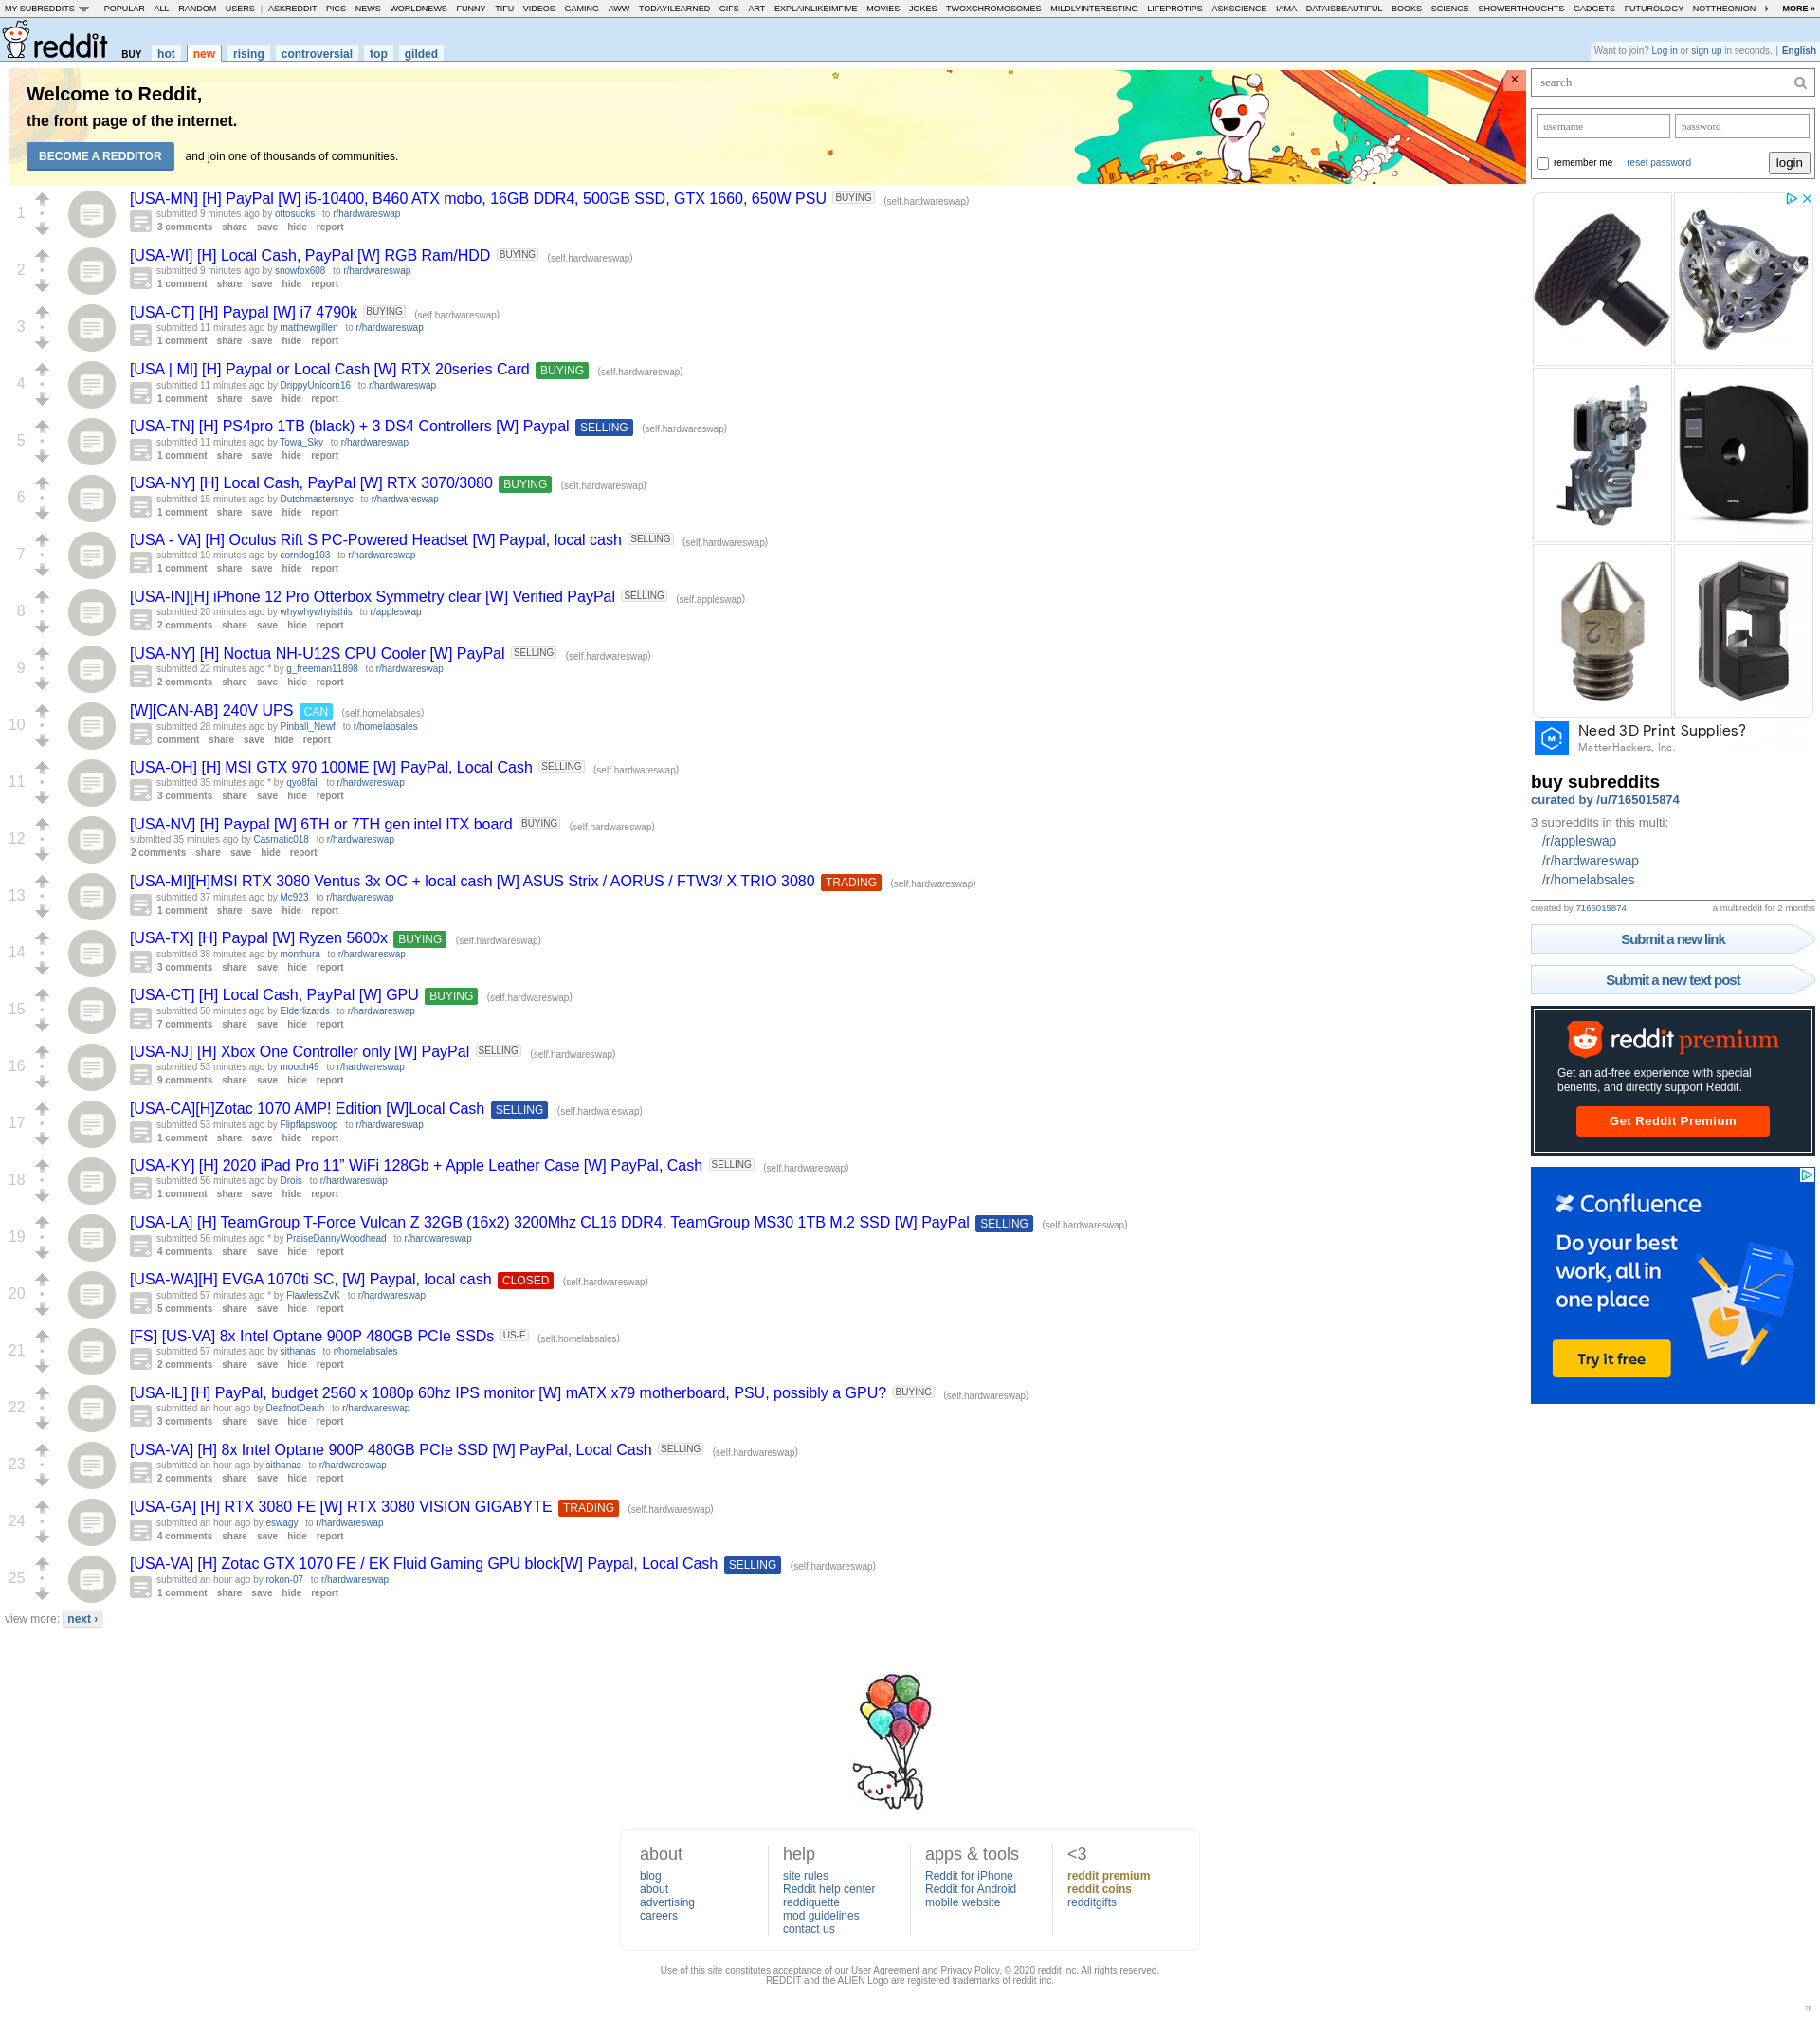 MY SUBREDDITS POPULAR - ALL - RANDOM - USERS | ASKREDDIT - PICS - NEWS - WORLDNEWS - FUNNY - TIFU - VIDEOS - GAMING - AWW - TODAYILEARNED - GIFS - ART - EXPLAINLIKEIMFIVE - MOVIES - JOKES - TWOXCHROMOSOMES - MILDLYINTERESTING - LIFEPROTIPS - ASKSCIENCE - IAMA - DATAISBEAUTIFUL - BOOKS - SCIENCE - SHOWERTHOUGHTS - GADGETS - FUTUROLOGY - NOTTHEONION - MORE »
reddit BUY hot new rising controversial top gilded
Want to join? Log in or sign up in seconds. | English
Welcome to Reddit,
the front page of the internet.
BECOME A REDDITOR and join one of thousands of communities.
1
[USA-MN] [H] PayPal [W] i5-10400, B460 ATX mobo, 16GB DDR4, 500GB SSD, GTX 1660, 650W PSU BUYING (self.hardwareswap)
submitted 9 minutes ago by ottosucks to r/hardwareswap
3 comments share save hide report
2
[USA-WI] [H] Local Cash, PayPal [W] RGB Ram/HDD BUYING (self.hardwareswap)
submitted 9 minutes ago by snowfox608 to r/hardwareswap
1 comment share save hide report
3
[USA-CT] [H] Paypal [W] i7 4790k BUYING (self.hardwareswap)
submitted 11 minutes ago by matthewgillen to r/hardwareswap
1 comment share save hide report
4
[USA | MI] [H] Paypal or Local Cash [W] RTX 20series Card BUYING (self.hardwareswap)
submitted 11 minutes ago by DrippyUnicorn16 to r/hardwareswap
1 comment share save hide report
5
[USA-TN] [H] PS4pro 1TB (black) + 3 DS4 Controllers [W] Paypal SELLING (self.hardwareswap)
submitted 11 minutes ago by Towa_Sky to r/hardwareswap
1 comment share save hide report
6
[USA-NY] [H] Local Cash, PayPal [W] RTX 3070/3080 BUYING (self.hardwareswap)
submitted 15 minutes ago by Dutchmastersnyc to r/hardwareswap
1 comment share save hide report
7
[USA - VA] [H] Oculus Rift S PC-Powered Headset [W] Paypal, local cash SELLING (self.hardwareswap)
submitted 19 minutes ago by corndog103 to r/hardwareswap
1 comment share save hide report
8
[USA-IN][H] iPhone 12 Pro Otterbox Symmetry clear [W] Verified PayPal SELLING (self.appleswap)
submitted 20 minutes ago by whywhywhyisthis to r/appleswap
2 comments share save hide report
9
[USA-NY] [H] Noctua NH-U12S CPU Cooler [W] PayPal SELLING (self.hardwareswap)
submitted 22 minutes ago * by g_freeman11898 to r/hardwareswap
2 comments share save hide report
10
[W][CAN-AB] 240V UPS CAN (self.homelabsales)
submitted 28 minutes ago by Pinball_Newf to r/homelabsales
comment share save hide report
11
[USA-OH] [H] MSI GTX 970 100ME [W] PayPal, Local Cash SELLING (self.hardwareswap)
submitted 35 minutes ago * by qyo8fall to r/hardwareswap
3 comments share save hide report
12
[USA-NV] [H] Paypal [W] 6TH or 7TH gen intel ITX board BUYING (self.hardwareswap)
submitted 35 minutes ago by Casmatic018 to r/hardwareswap
2 comments share save hide report
13
[USA-MI][H]MSI RTX 3080 Ventus 3x OC + local cash [W] ASUS Strix / AORUS / FTW3/ X TRIO 3080 TRADING (self.hardwareswap)
submitted 37 minutes ago by Mc923 to r/hardwareswap
1 comment share save hide report
14
[USA-TX] [H] Paypal [W] Ryzen 5600x BUYING (self.hardwareswap)
submitted 38 minutes ago by monthura to r/hardwareswap
3 comments share save hide report
15
[USA-CT] [H] Local Cash, PayPal [W] GPU BUYING (self.hardwareswap)
submitted 50 minutes ago by Elderlizards to r/hardwareswap
7 comments share save hide report
16
[USA-NJ] [H] Xbox One Controller only [W] PayPal SELLING (self.hardwareswap)
submitted 53 minutes ago by mooch49 to r/hardwareswap
9 comments share save hide report
17
[USA-CA][H]Zotac 1070 AMP! Edition [W]Local Cash SELLING (self.hardwareswap)
submitted 53 minutes ago by Flipflapswoop to r/hardwareswap
1 comment share save hide report
18
[USA-KY] [H] 2020 iPad Pro 11” WiFi 128Gb + Apple Leather Case [W] PayPal, Cash SELLING (self.hardwareswap)
submitted 56 minutes ago by Drois to r/hardwareswap
1 comment share save hide report
19
[USA-LA] [H] TeamGroup T-Force Vulcan Z 32GB (16x2) 3200Mhz CL16 DDR4, TeamGroup MS30 1TB M.2 SSD [W] PayPal SELLING (self.hardwareswap)
submitted 56 minutes ago * by PraiseDannyWoodhead to r/hardwareswap
4 comments share save hide report
20
[USA-WA][H] EVGA 1070ti SC, [W] Paypal, local cash CLOSED (self.hardwareswap)
submitted 57 minutes ago * by FlawlessZvK to r/hardwareswap
5 comments share save hide report
21
[FS] [US-VA] 8x Intel Optane 900P 480GB PCIe SSDs US-E (self.homelabsales)
submitted 57 minutes ago by sithanas to r/homelabsales
2 comments share save hide report
22
[USA-IL] [H] PayPal, budget 2560 x 1080p 60hz IPS monitor [W] mATX x79 motherboard, PSU, possibly a GPU? BUYING (self.hardwareswap)
submitted an hour ago by DeafnotDeath to r/hardwareswap
3 comments share save hide report
23
[USA-VA] [H] 8x Intel Optane 900P 480GB PCIe SSD [W] PayPal, Local Cash SELLING (self.hardwareswap)
submitted an hour ago by sithanas to r/hardwareswap
2 comments share save hide report
24
[USA-GA] [H] RTX 3080 FE [W] RTX 3080 VISION GIGABYTE TRADING (self.hardwareswap)
submitted an hour ago by eswagy to r/hardwareswap
4 comments share save hide report
25
[USA-VA] [H] Zotac GTX 1070 FE / EK Fluid Gaming GPU block[W] Paypal, Local Cash SELLING (self.hardwareswap)
submitted an hour ago by rokon-07 to r/hardwareswap
1 comment share save hide report
view more: next ›
search
username password
remember me reset password login
A2
Need 3D Print Supplies?
MatterHackers, Inc.
buy subreddits
curated by /u/7165015874
3 subreddits in this multi:
/r/appleswap
/r/hardwareswap
/r/homelabsales
created by 7165015874 a multireddit for 2 months
Submit a new link
Submit a new text post
reddit premium
Get an ad-free experience with special
benefits, and directly support Reddit.
Get Reddit Premium
Confluence
Do your best
work, all in
one place
Try it free
about
blog
about
advertising
careers
help
site rules
Reddit help center
reddiquette
mod guidelines
contact us
apps & tools
Reddit for iPhone
Reddit for Android
mobile website
<3
reddit premium
reddit coins
redditgifts
Use of this site constitutes acceptance of our User Agreement and Privacy Policy. © 2020 reddit inc. All rights reserved.
REDDIT and the ALIEN Logo are registered trademarks of reddit inc.
π